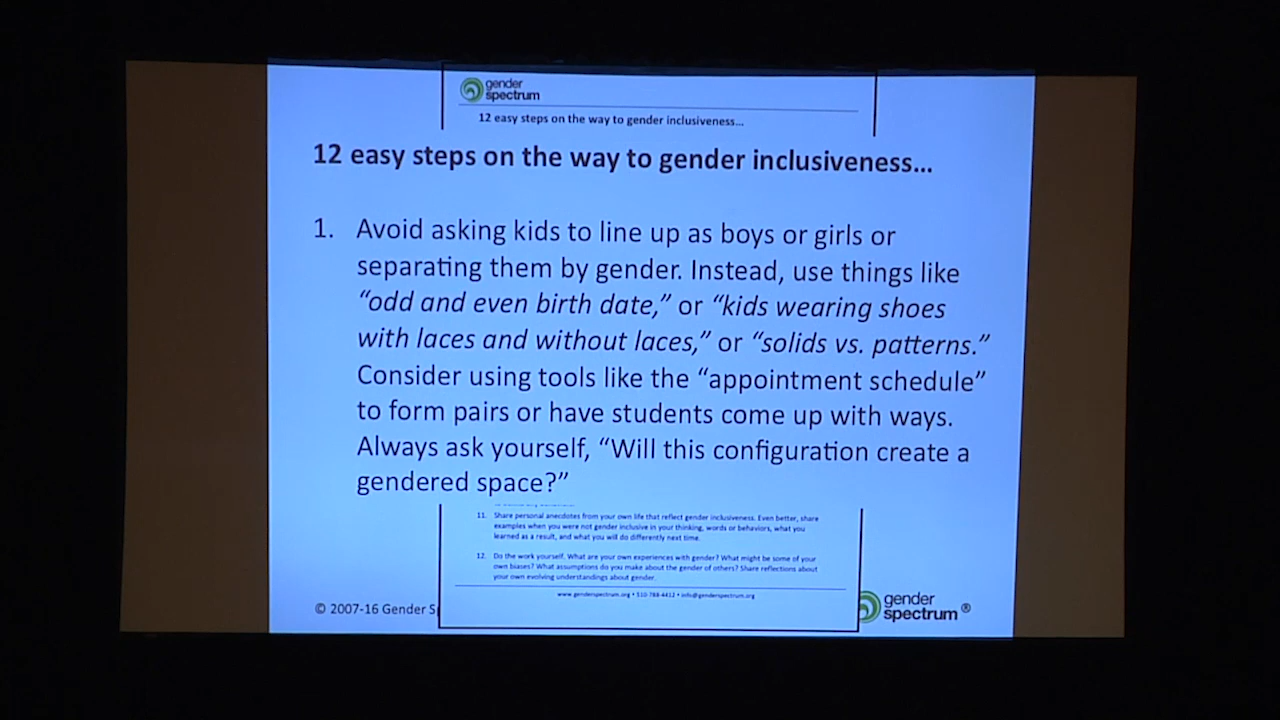 gender
spectrum
12 easy steps on the way to gender inclusiveness...
12 easy steps on the way to gender inclusiveness...
1. Avoid asking kids to line up as boys or girls or
separating them by gender. Instead, use things like
“odd and even birth date,” or “kids wearing shoes
with laces and without laces,” or “solids vs. patterns.”
Consider using tools like the “appointment schedule”
to form pairs or have students come up with ways.
Always ask yourself, “Will this configuration create a
gendered space?”
11. Share personal anecdotes from your own life that reflect gender inclusiveness. Even better, share
examples when you were not gender inclusive in your thinking, words or behaviors, what you
learned as a result, and what you will do differently next time.
12. Do the work yourself. What are your own experiences with gender? What might be some of your
own biases? What assumptions do you make about the gender of others? Share reflections about
your own evolving understandings about gender.
www.genderspectrum.org • 510-788-4412 • info@genderspectrum.org
© 2007-16 Gender S
gender
spectrum ®